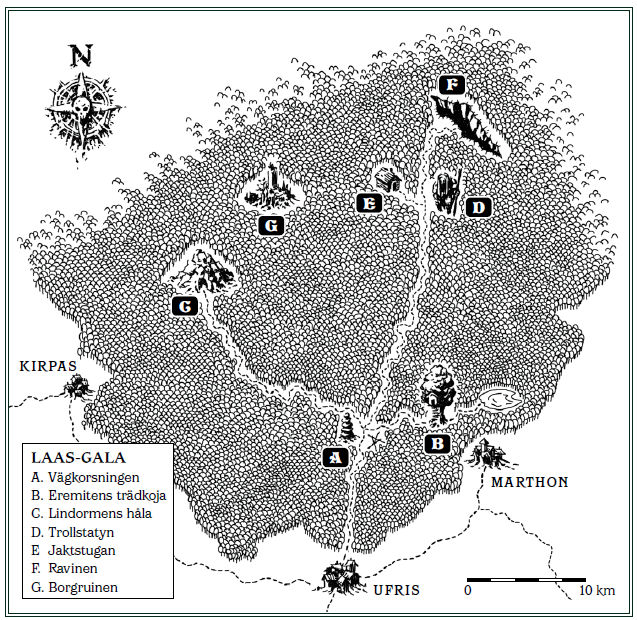 N
F
E
D
G
C
KIRPAS
B
A
LAAS-GALA
A. Vägkorsningen
B. Eremitens trädkoja
C. Lindormens håla
D. Trollstatyn
E Jaktstugan
F. Ravinen
G. Borgruinen
MARTHON
UFRIS
0 10 km